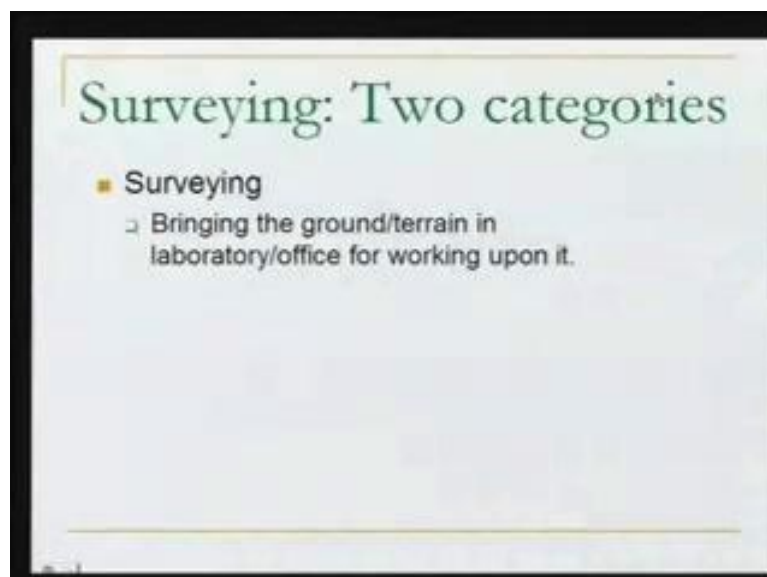 Surveying: Two categories
Surveying
Bringing the ground/terrain in
laboratory/office for working upon it.